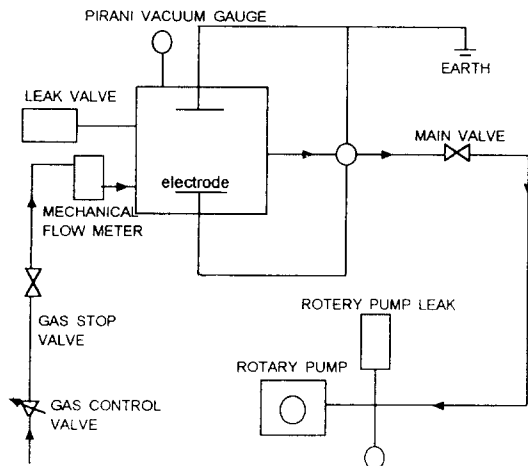 PIRANI VACUUM GAUGE
EARTH
LEAK VALVE
MAIN VALVE
electrode
MECHANICAL
FLOW METER
ROTERY PUMP LEAK
GAS STOP
VALVE
ROTARY PUMP
GAS CONTROL
VALVE